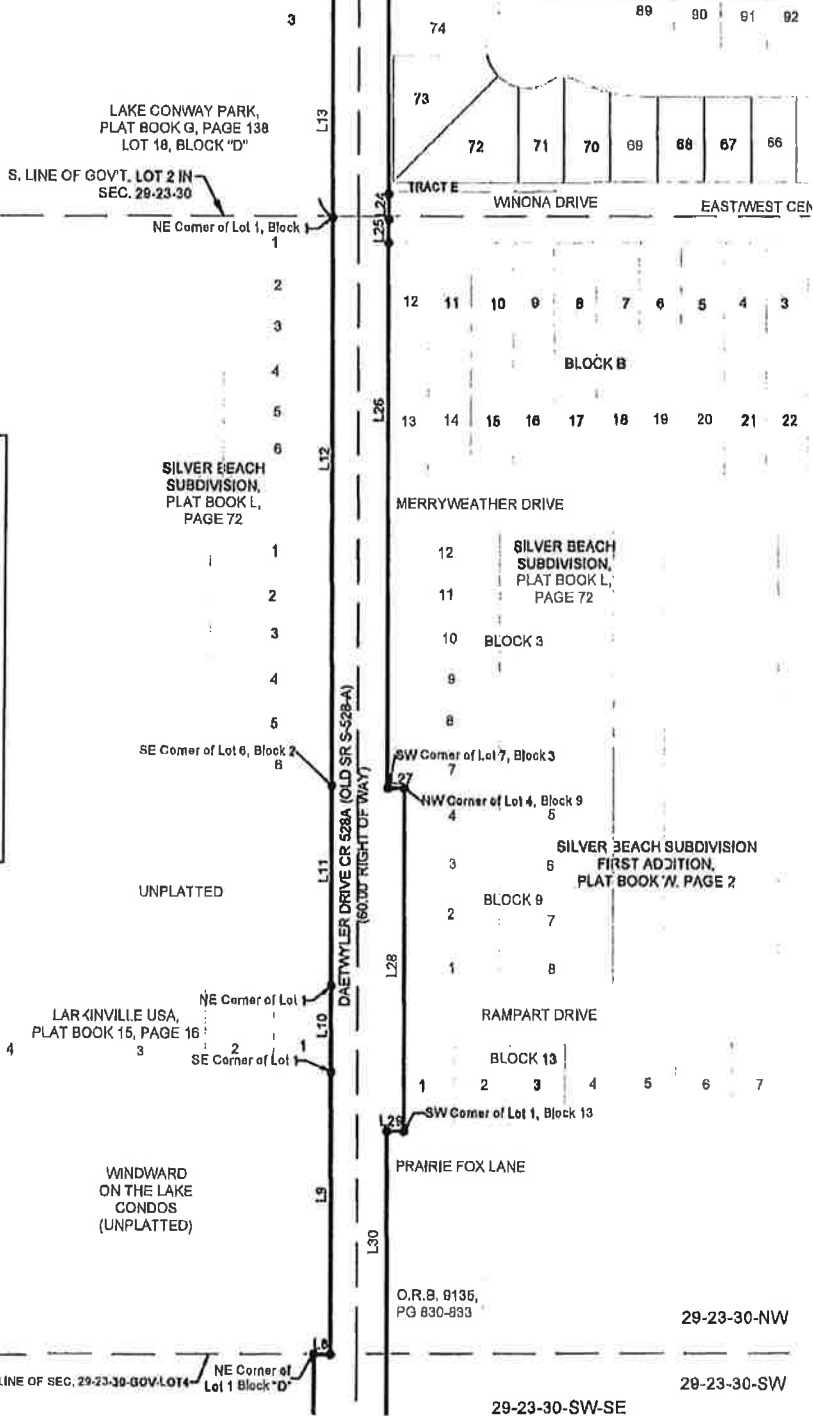 3
74
89 90 91 92
73
LAKE CONWAY PARK,
PLAT BOOK G, PAGE 138
LOT 18, BLOCK "D"
L13
72 71 70 69 68 67 66
S. LINE OF GOV'T. LOT 2 IN
SEC. 29-23-30
TRACT E
L24
WINONA DRIVE
EAST/WEST CEN
NE Corner of Lot 1, Block 1
L25
1
2
3
4
5
6
12 11 10 9 8 7 6 5 4 3
BLOCK B
L26
13 14 15 16 17 18 19 20 21 22
L12
SILVER BEACH
SUBDIVISION,
PLAT BOOK L,
PAGE 72
MERRYWEATHER DRIVE
1
2
3
4
5
12
11
10
9
8
SILVER BEACH
SUBDIVISION,
PLAT BOOK L,
PAGE 72
BLOCK 3
SE Corner of Lot 6, Block 2
6
SW Corner of Lot 7, Block 3
7
L27
NW Corner of Lot 4, Block 9
4 5
DAETWYLER DRIVE CR 528A (OLD SR S-528-A)
(60.00 RIGHT OF WAY)
SILVER BEACH SUBDIVISION
FIRST ADDITION,
PLAT BOOK W, PAGE 2
3 6
L11
UNPLATTED
BLOCK 9
2 7
L28
1 8
NE Corner of Lot 1
LARKINVILLE USA,
PLAT BOOK 15, PAGE 16
L10
RAMPART DRIVE
4 3 2 1
SE Corner of Lot 1
BLOCK 13
1 2 3 4 5 6 7
L29
SW Corner of Lot 1, Block 13
PRAIRIE FOX LANE
WINDWARD
ON THE LAKE
CONDOS
(UNPLATTED)
L9
L30
O.R.B. 9135,
PG 830-833
29-23-30-NW
L8
LINE OF SEC. 29-23-30-GOV-LOT4
NE Corner of
Lot 1 Block "D"
29-23-30-SW
29-23-30-SW-SE